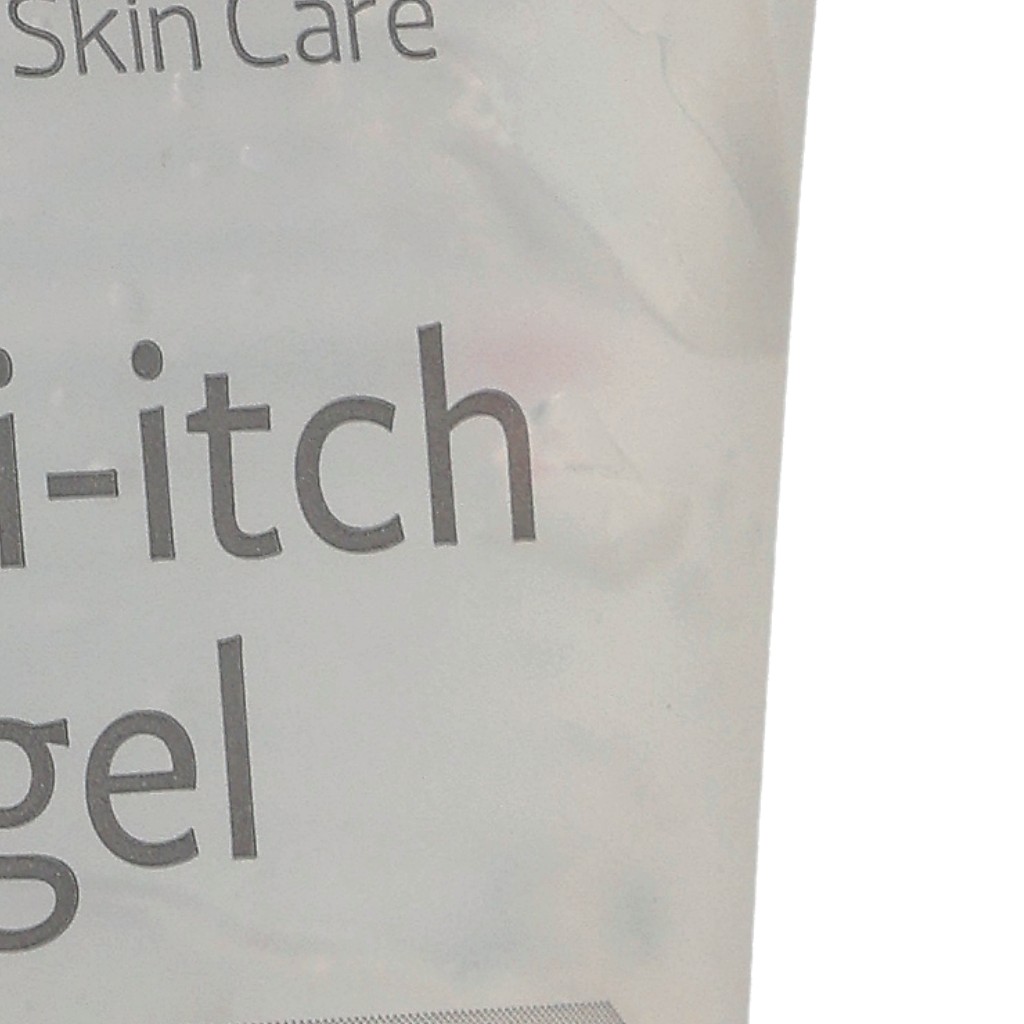 Skin Care
i-itch
gel